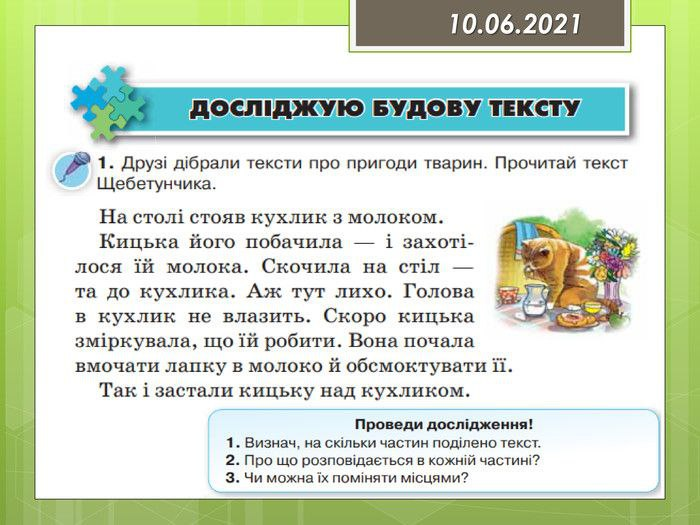 10.06.2021
ДОСЛІДЖУЮ БУДОВУ ТЕКСТУ
1. Друзі дібрали тексти про пригоди тварин. Прочитай текст
Щебетунчика.
На столі стояв кухлик з молоком.
Кицька його побачила — і захоті-
лося їй молока. Скочила на стіл —
та до кухлика. Аж тут лихо. Голова
в кухлик не влазить. Скоро кицька
зміркувала, що їй робити. Вона почала
вмочати лапку в молоко й обсмоктувати її.
Так і застали кицьку над кухликом.
Проведи дослідження!
1. Визнач, на скільки частин поділено текст.
2. Про що розповідається в кожній частині?
3. Чи можна їх поміняти місцями?